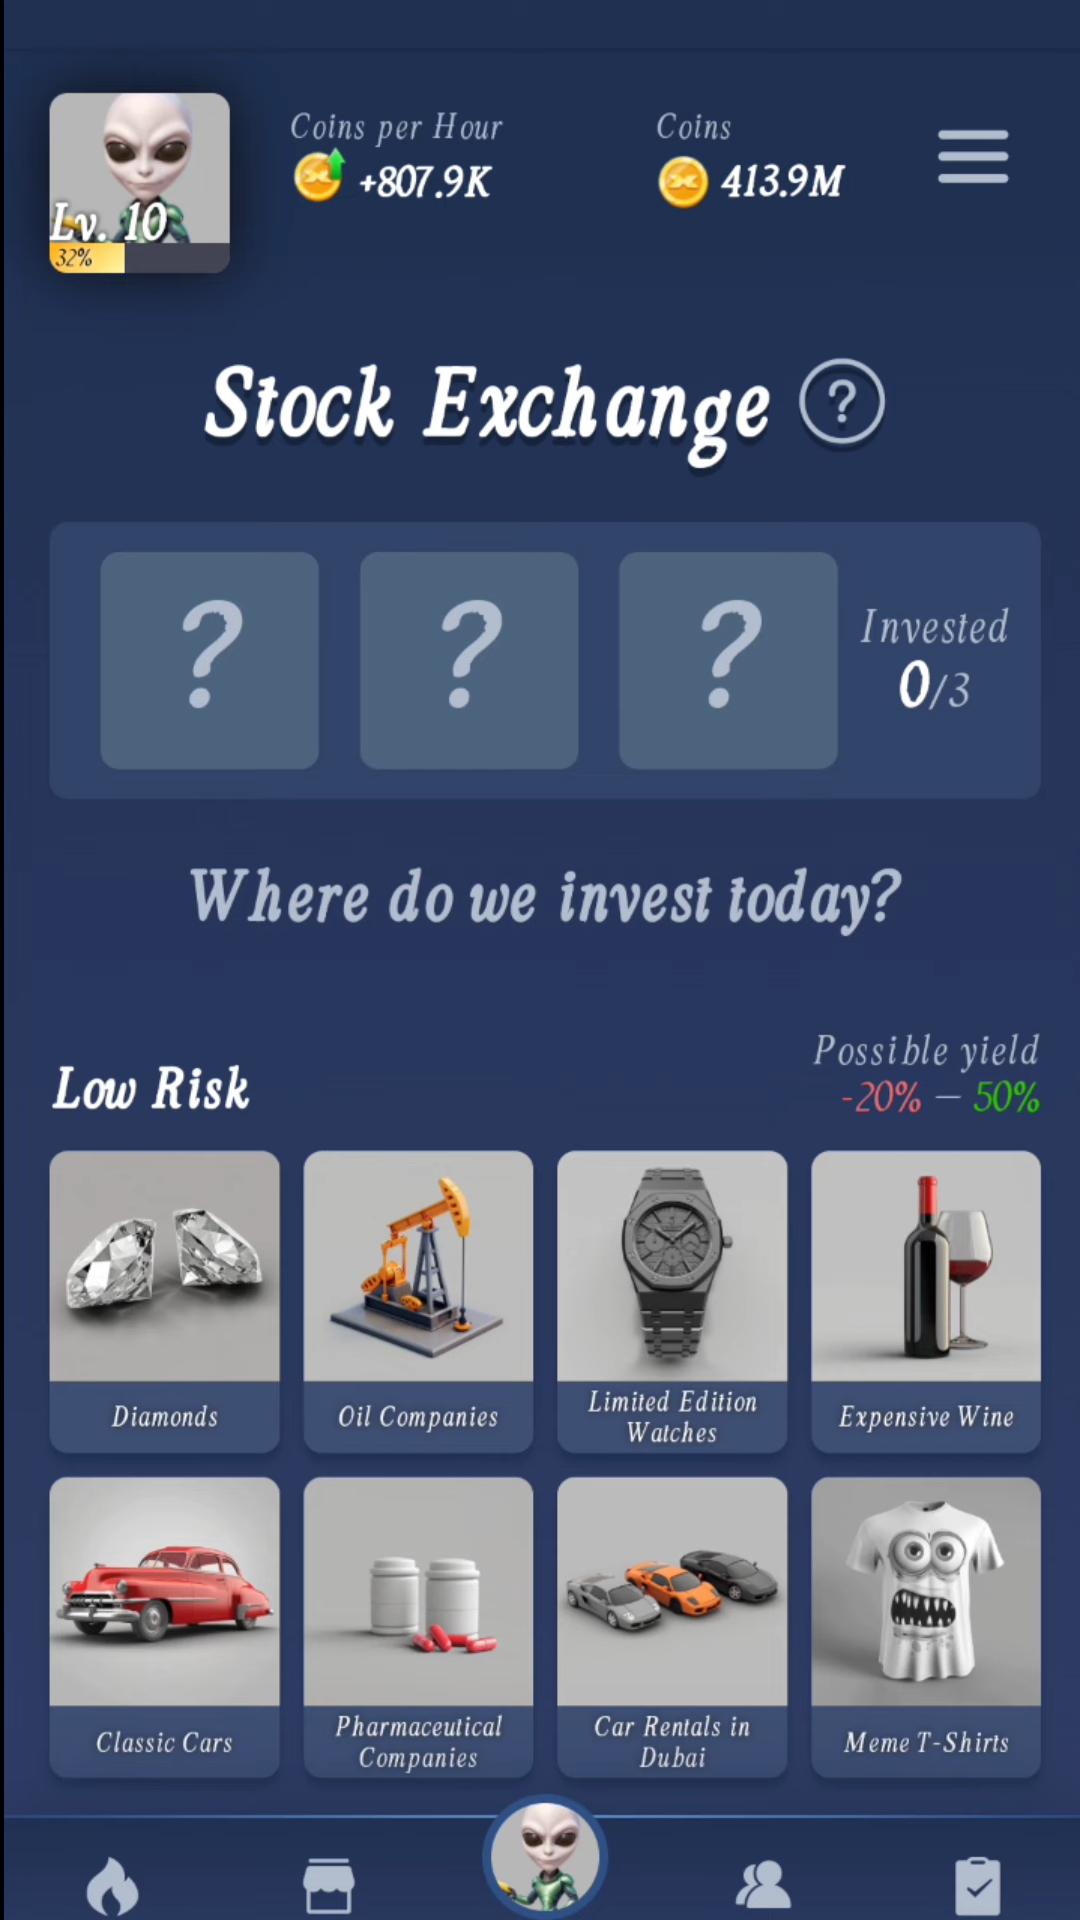 Coins per Hour
+807.9K
Coins
413.9M
Lv. 10
32%
Stock Exchange ?
? ? ?
Invested
0/3
Where do we invest today?
Low Risk
Possible yield
-20% — 50%
Diamonds
Oil Companies
Limited Edition
Watches
Expensive Wine
Classic Cars
Pharmaceutical
Companies
Car Rentals in
Dubai
Meme T-Shirts